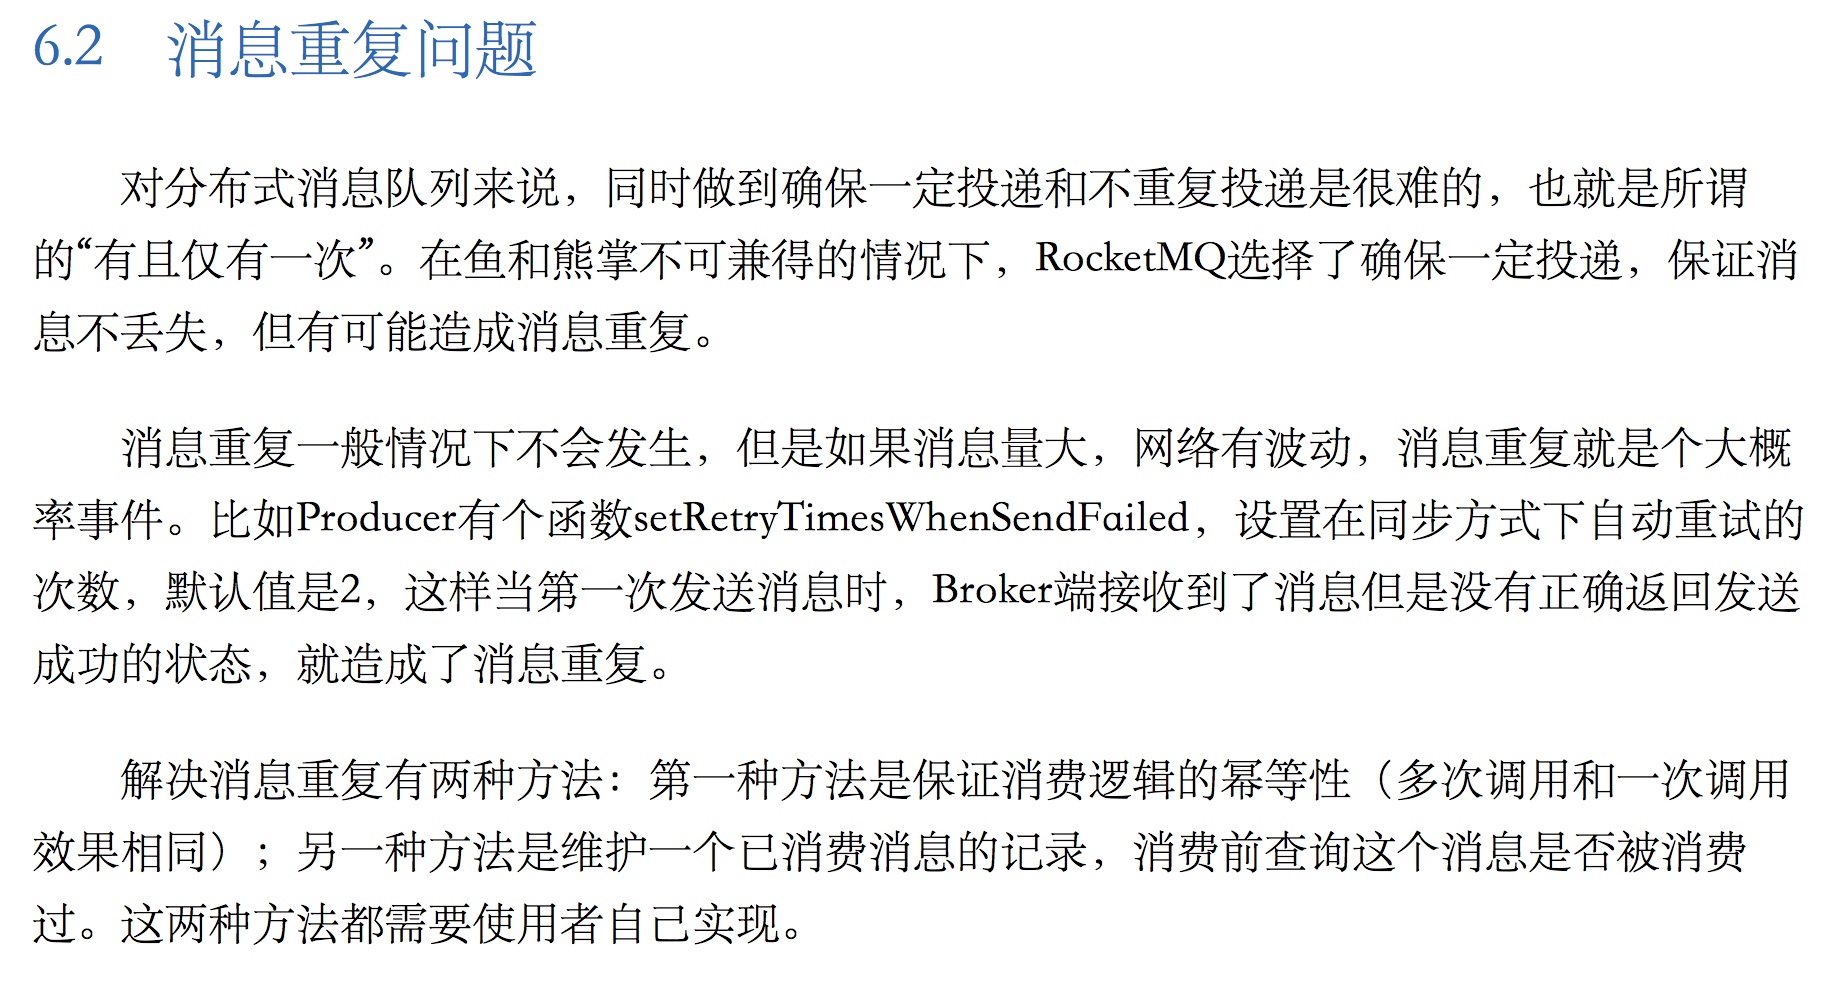 6.2 消息重复问题
对分布式消息队列来说，同时做到确保一定投递和不重复投递是很难的，也就是所谓
的“有且仅有一次”。在鱼和熊掌不可兼得的情况下，RocketMQ选择了确保一定投递，保证消
息不丢失，但有可能造成消息重复。
消息重复一般情况下不会发生，但是如果消息量大，网络有波动，消息重复就是个大概
率事件。比如Producer有个函数setRetryTimesWhenSendFailed，设置在同步方式下自动重试的
次数，默认值是2，这样当第一次发送消息时，Broker端接收到了消息但是没有正确返回发送
成功的状态，就造成了消息重复。
解决消息重复有两种方法：第一种方法是保证消费逻辑的幂等性（多次调用和一次调用
效果相同）；另一种方法是维护一个已消费消息的记录，消费前查询这个消息是否被消费
过。这两种方法都需要使用者自己实现。